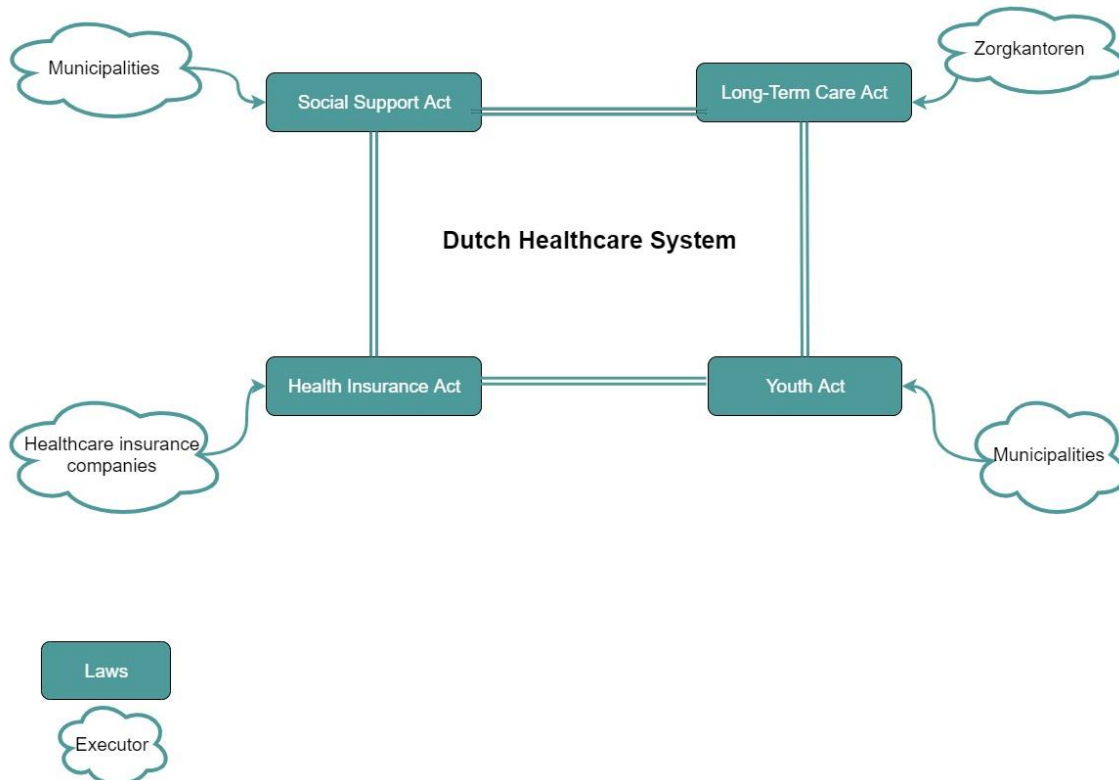 Municipalities
Social Support Act
Long-Term Care Act
Zorgkantoren
Dutch Healthcare System
Health Insurance Act
Youth Act
Healthcare insurance
companies
Municipalities
Laws
Executor